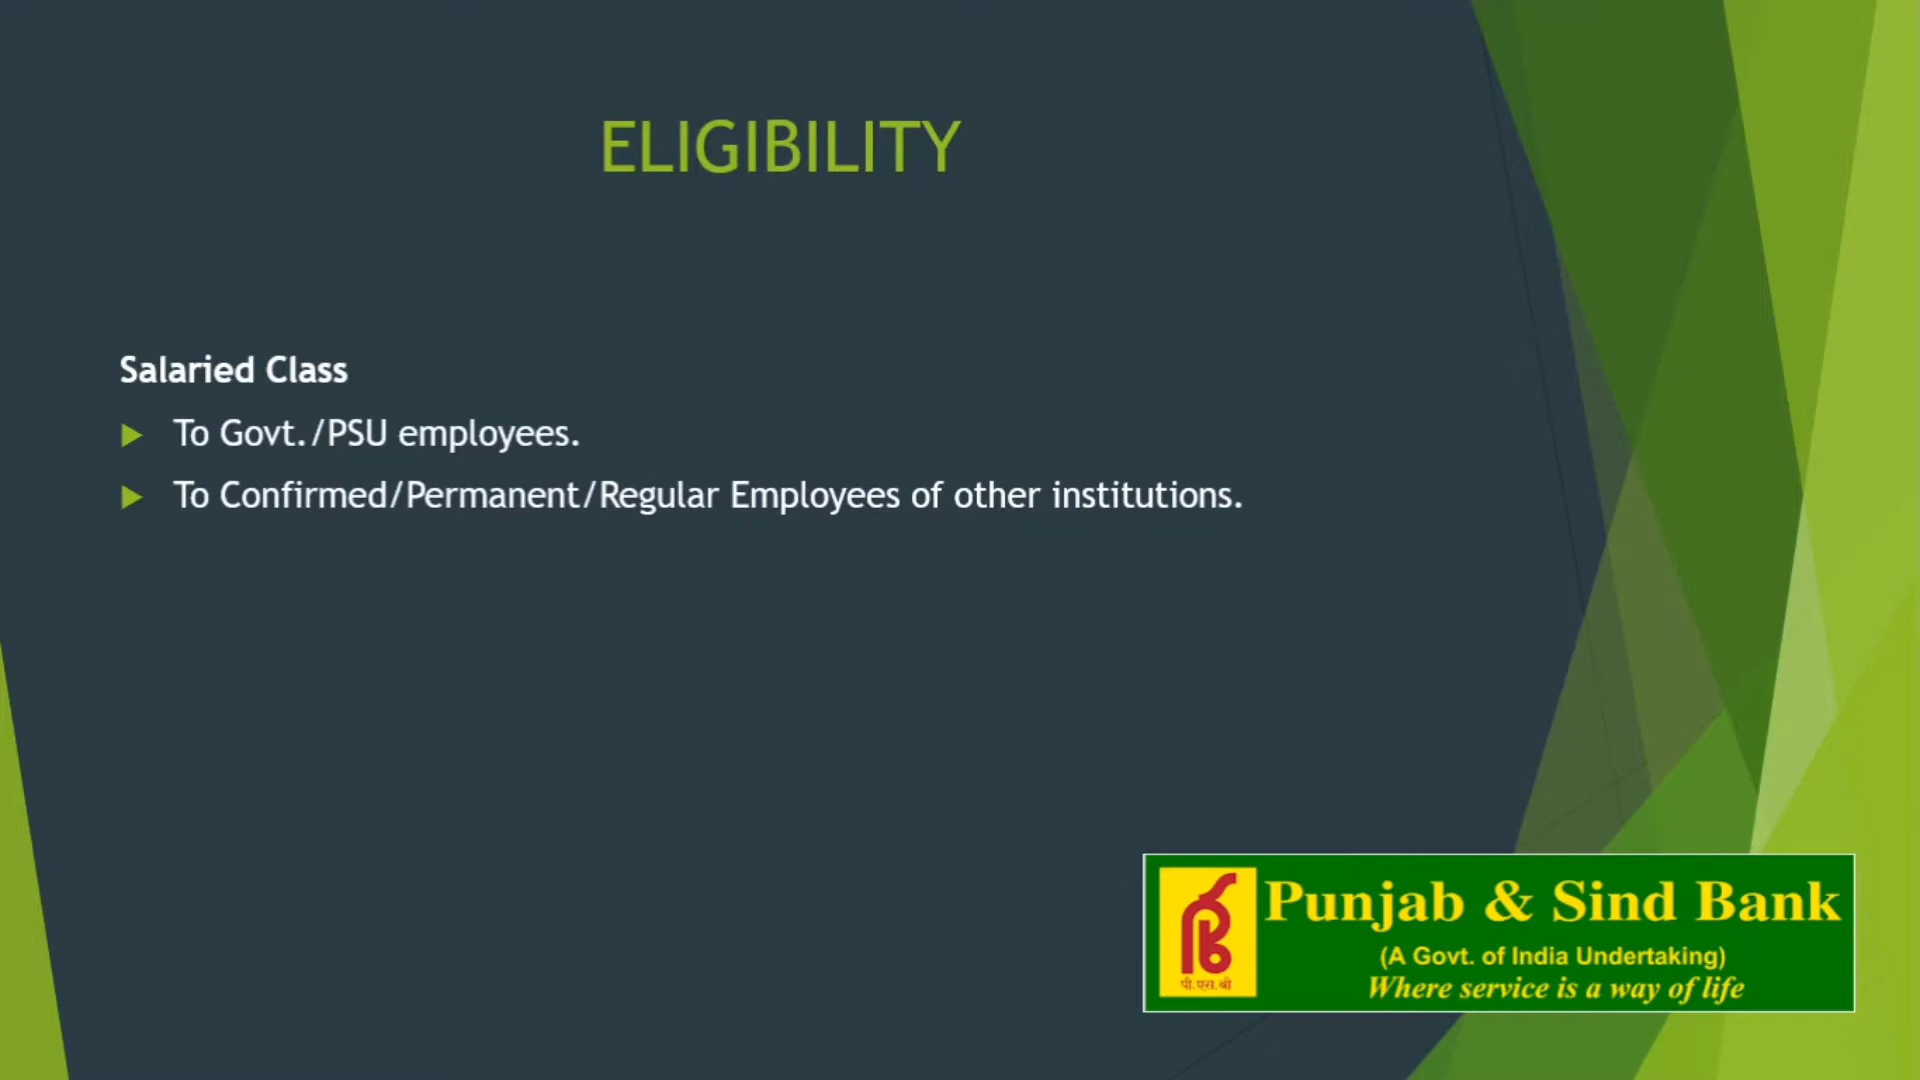 ELIGIBILITY
Salaried Class
To Govt./PSU employees.
To Confirmed/Permanent/Regular Employees of other institutions.
Punjab & Sind Bank
(A Govt. of India Undertaking)
Where service is a way of life
पी.एस.बी